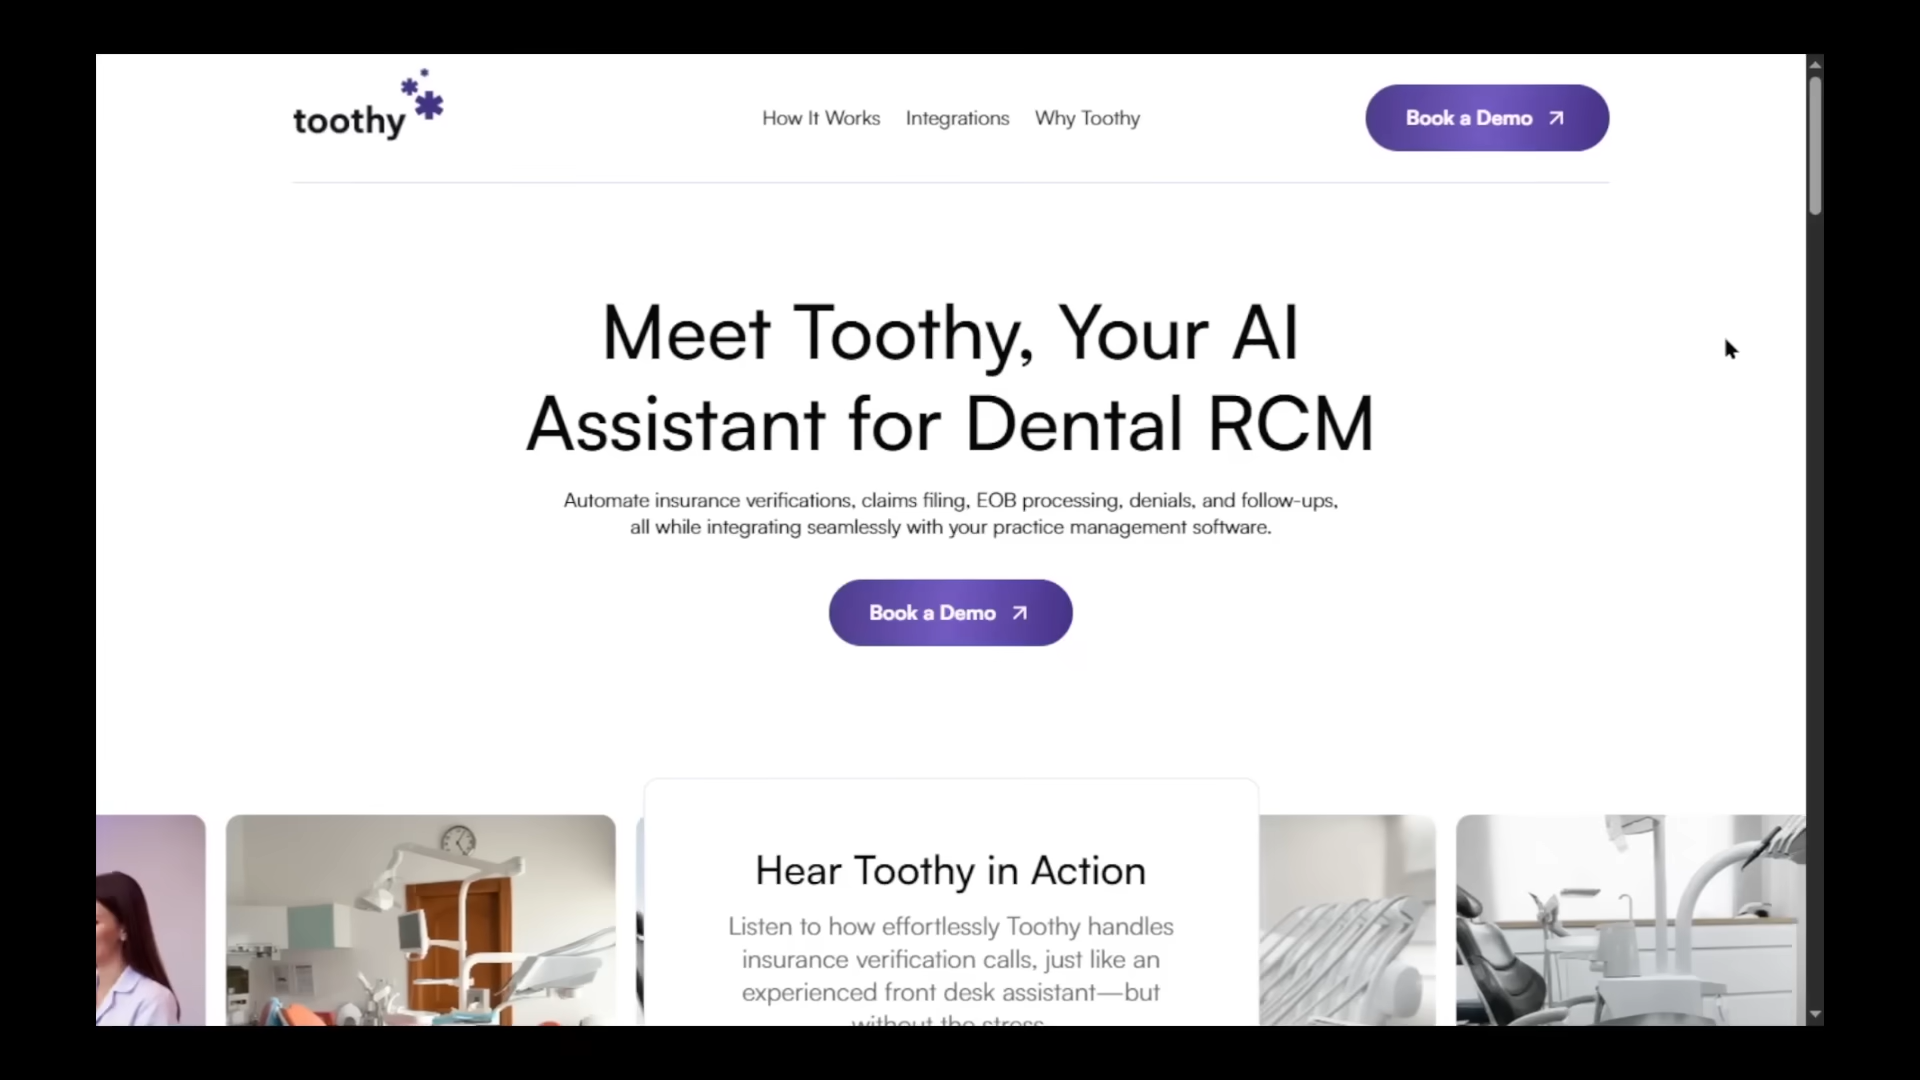 toothy
How It Works
Integrations
Why Toothy
Book a Demo
Meet Toothy, Your AI
Assistant for Dental RCM
Automate insurance verifications, claims filing, EOB processing, denials, and follow-ups,
all while integrating seamlessly with your practice management software.
Book a Demo
Hear Toothy in Action
Listen to how effortlessly Toothy handles
insurance verification calls, just like an
experienced front desk assistant—but
without the stress.